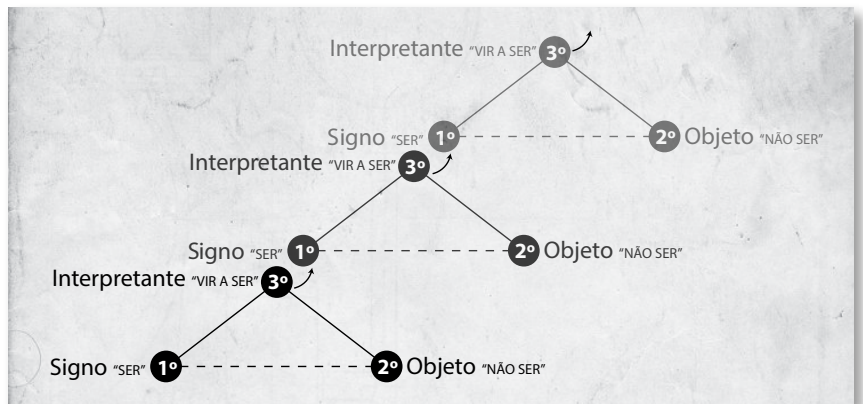 Interpretante "VIR A SER" 3º
Signo "SER" 1º 2º Objeto "NÃO SER"
Interpretante "VIR A SER" 3º
Signo "SER" 1º 2º Objeto "NÃO SER"
Interpretante "VIR A SER" 3º
Signo "SER" 1º 2º Objeto "NÃO SER"